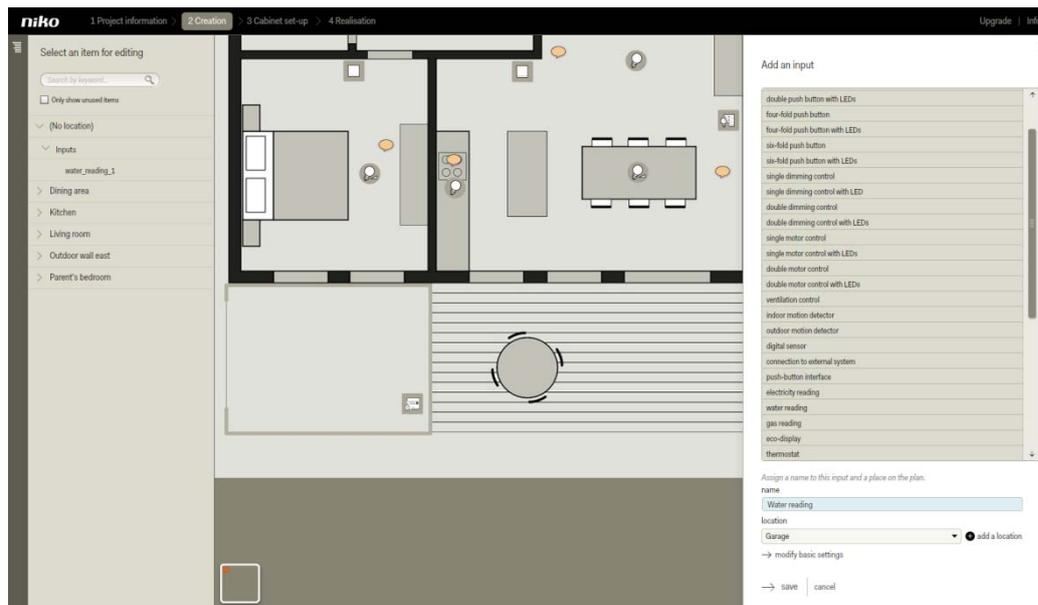 niko
1 Project information > 2 Creation > 3 Cabinet set-up > 4 Realisation
Upgrade | Info
Select an item for editing
Search by keyword...
Only show unused items
(No location)
Inputs
water_reading_1
Dining area
Kitchen
Living room
Outdoor wall east
Parent's bedroom
Add an input
double push button with LEDs
four-fold push button
four-fold push button with LEDs
six-fold push button
six-fold push button with LEDs
single dimming control
single dimming control with LED
double dimming control
double dimming control with LEDs
single motor control
single motor control with LEDs
double motor control
double motor control with LEDs
ventilation control
indoor motion detector
outdoor motion detector
digital sensor
connection to external system
push-button interface
electricity reading
water reading
gas reading
eco-display
thermostat
Assign a name to this input and a place on the plan.
name
Water reading
location
Garage
add a location
modify basic settings
save | cancel